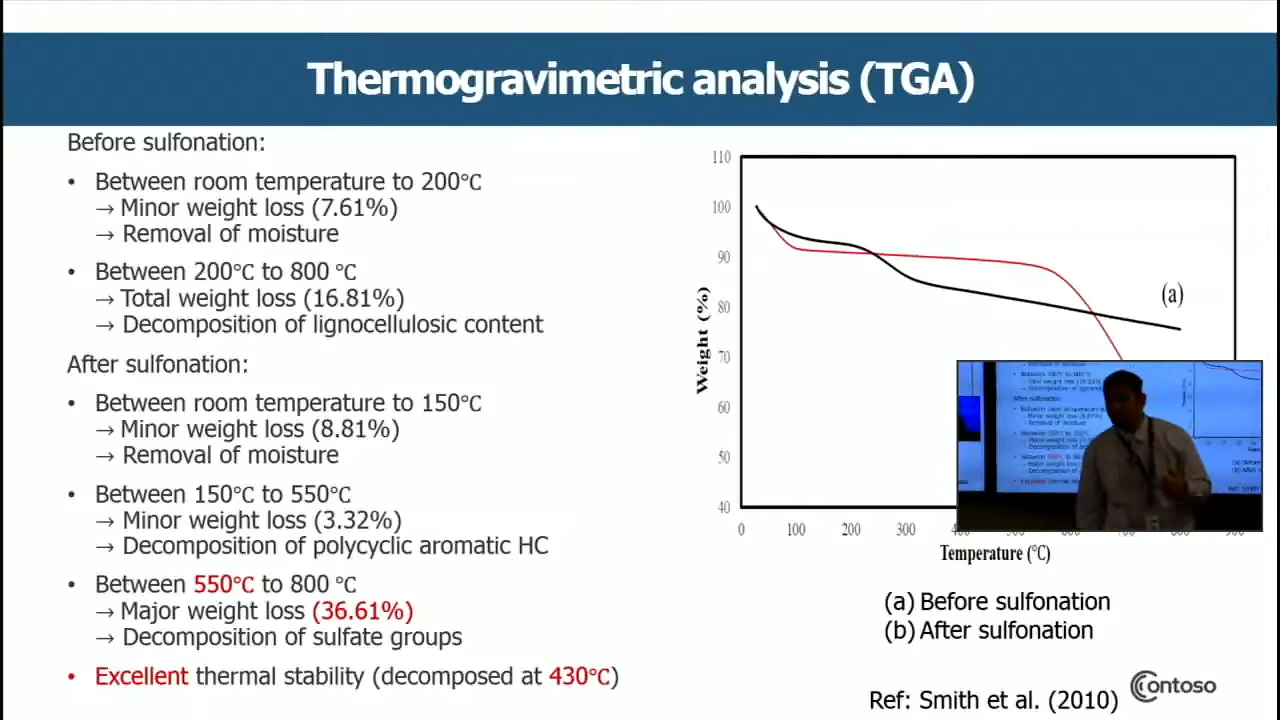 Thermogravimetric analysis (TGA)
Before sulfonation:
• Between room temperature to 200℃
→ Minor weight loss (7.61%)
→ Removal of moisture
• Between 200℃ to 800 ℃
→ Total weight loss (16.81%)
→ Decomposition of lignocellulosic content
After sulfonation:
• Between room temperature to 150℃
→ Minor weight loss (8.81%)
→ Removal of moisture
• Between 150℃ to 550℃
→ Minor weight loss (3.32%)
→ Decomposition of polycyclic aromatic HC
• Between 550℃ to 800 ℃
→ Major weight loss (36.61%)
→ Decomposition of sulfate groups
• Excellent thermal stability (decomposed at 430℃)
110
100
90
80
70
60
50
40
Weight (%)
(a)
0 100 200 300
Temperature (℃)
(a) Before sulfonation
(b) After sulfonation
Ref: Smith et al. (2010)
Contoso